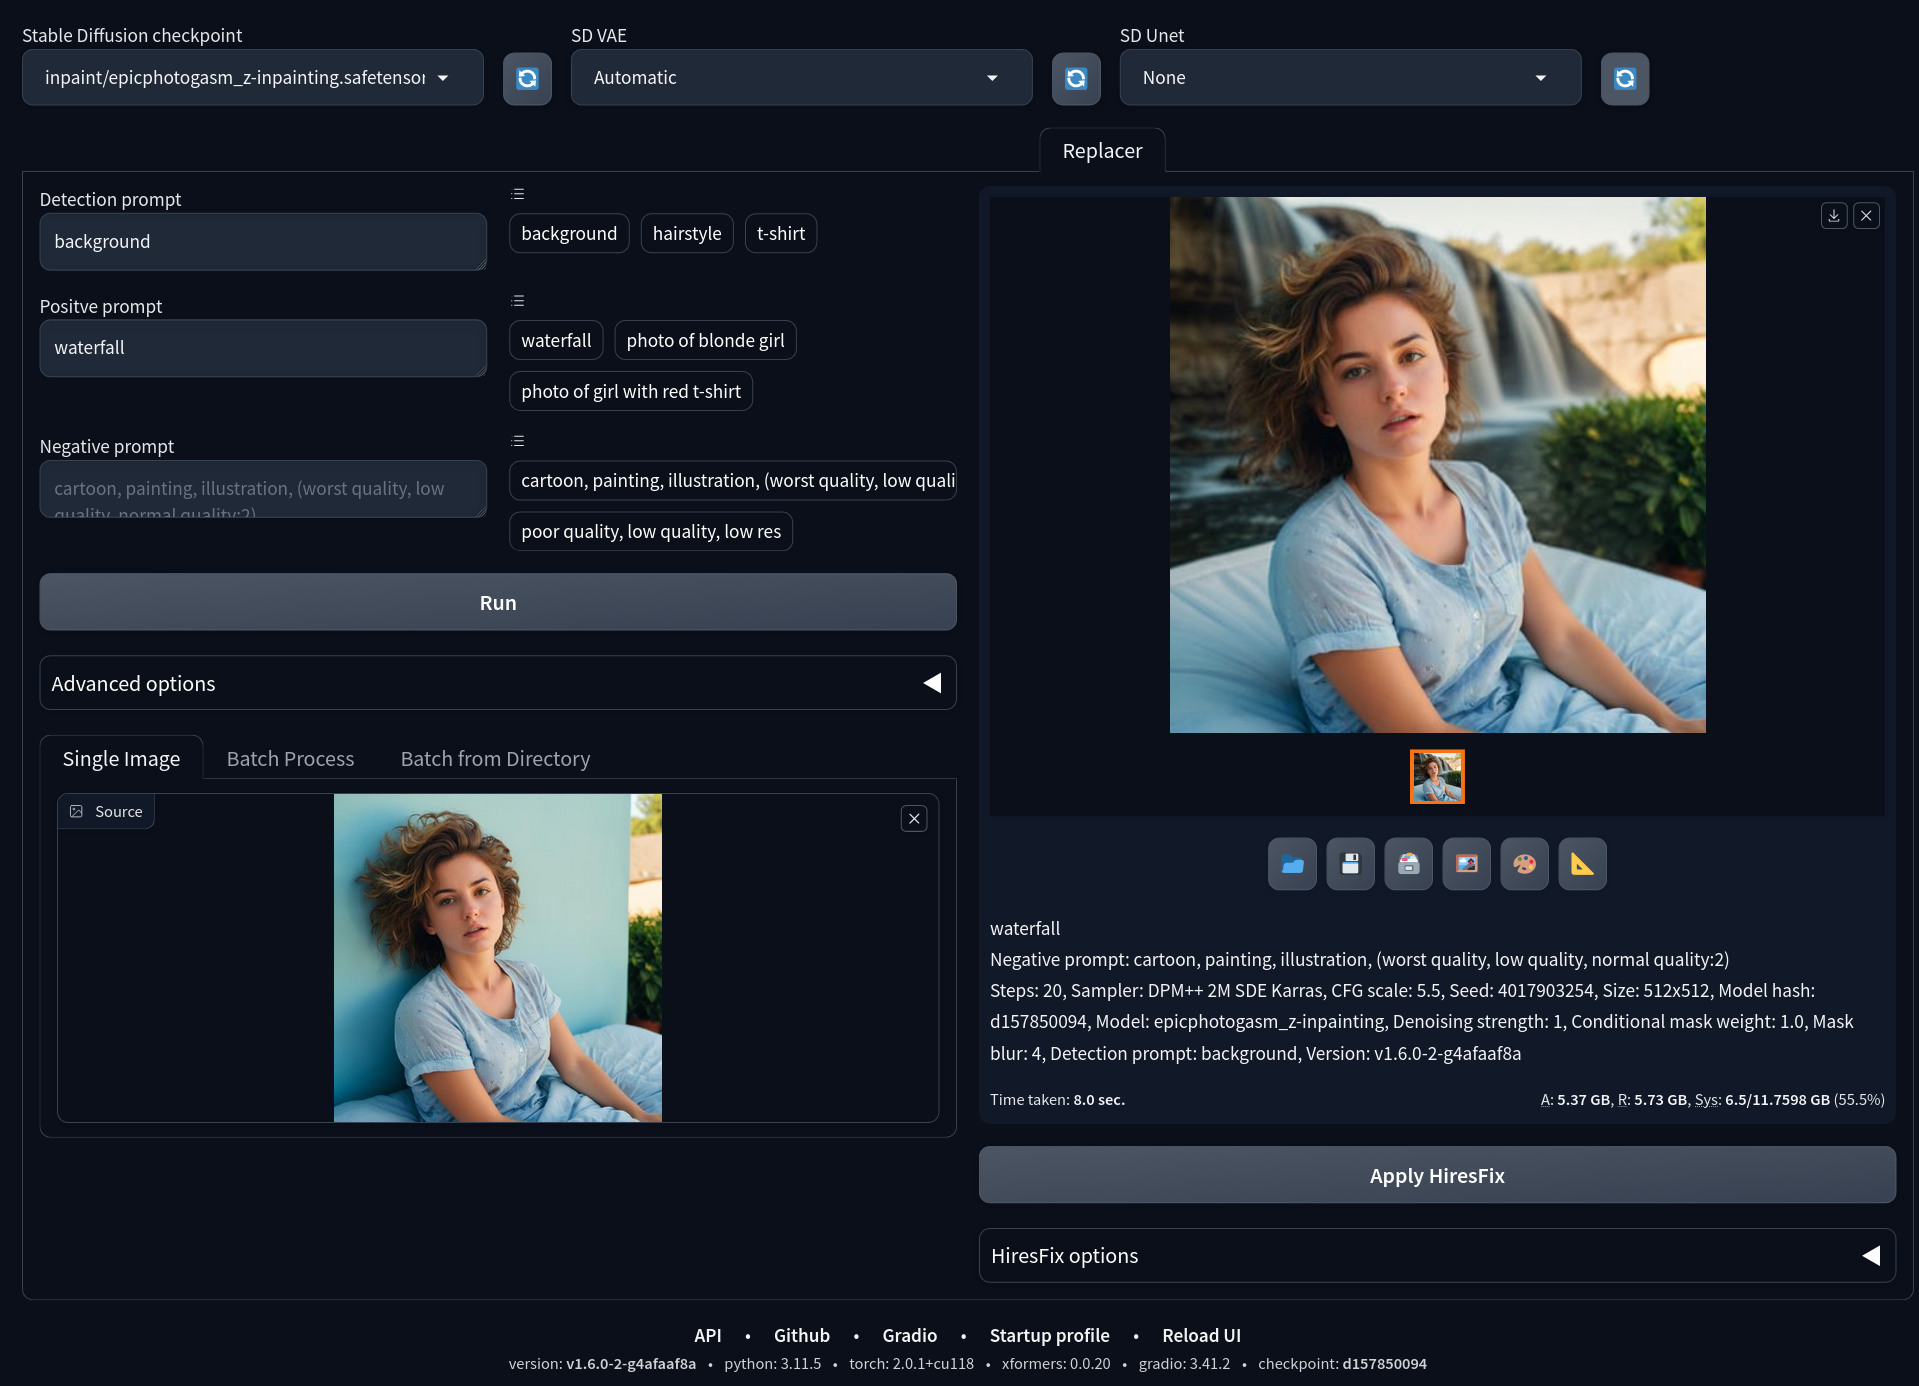 Stable Diffusion checkpoint
SD VAE
SD Unet
inpaint/epicphotogasm_z-inpainting.safetensor
Automatic
None
Replacer
Detection prompt
background
background
hairstyle
t-shirt
Positve prompt
waterfall
waterfall
photo of blonde girl
photo of girl with red t-shirt
Negative prompt
cartoon, painting, illustration, (worst quality, low
quality, normal quality:2)
cartoon, painting, illustration, (worst quality, low quali
poor quality, low quality, low res
Run
Advanced options
Single Image
Batch Process
Batch from Directory
Source
waterfall
Negative prompt: cartoon, painting, illustration, (worst quality, low quality, normal quality:2)
Steps: 20, Sampler: DPM++ 2M SDE Karras, CFG scale: 5.5, Seed: 4017903254, Size: 512x512, Model hash:
d157850094, Model: epicphotogasm_z-inpainting, Denoising strength: 1, Conditional mask weight: 1.0, Mask
blur: 4, Detection prompt: background, Version: v1.6.0-2-g4afaaf8a
Time taken: 8.0 sec.
A: 5.37 GB, R: 5.73 GB, Sys: 6.5/11.7598 GB (55.5%)
Apply HiresFix
HiresFix options
API • Github • Gradio • Startup profile • Reload UI
version: v1.6.0-2-g4afaaf8a • python: 3.11.5 • torch: 2.0.1+cu118 • xformers: 0.0.20 • gradio: 3.41.2 • checkpoint: d157850094